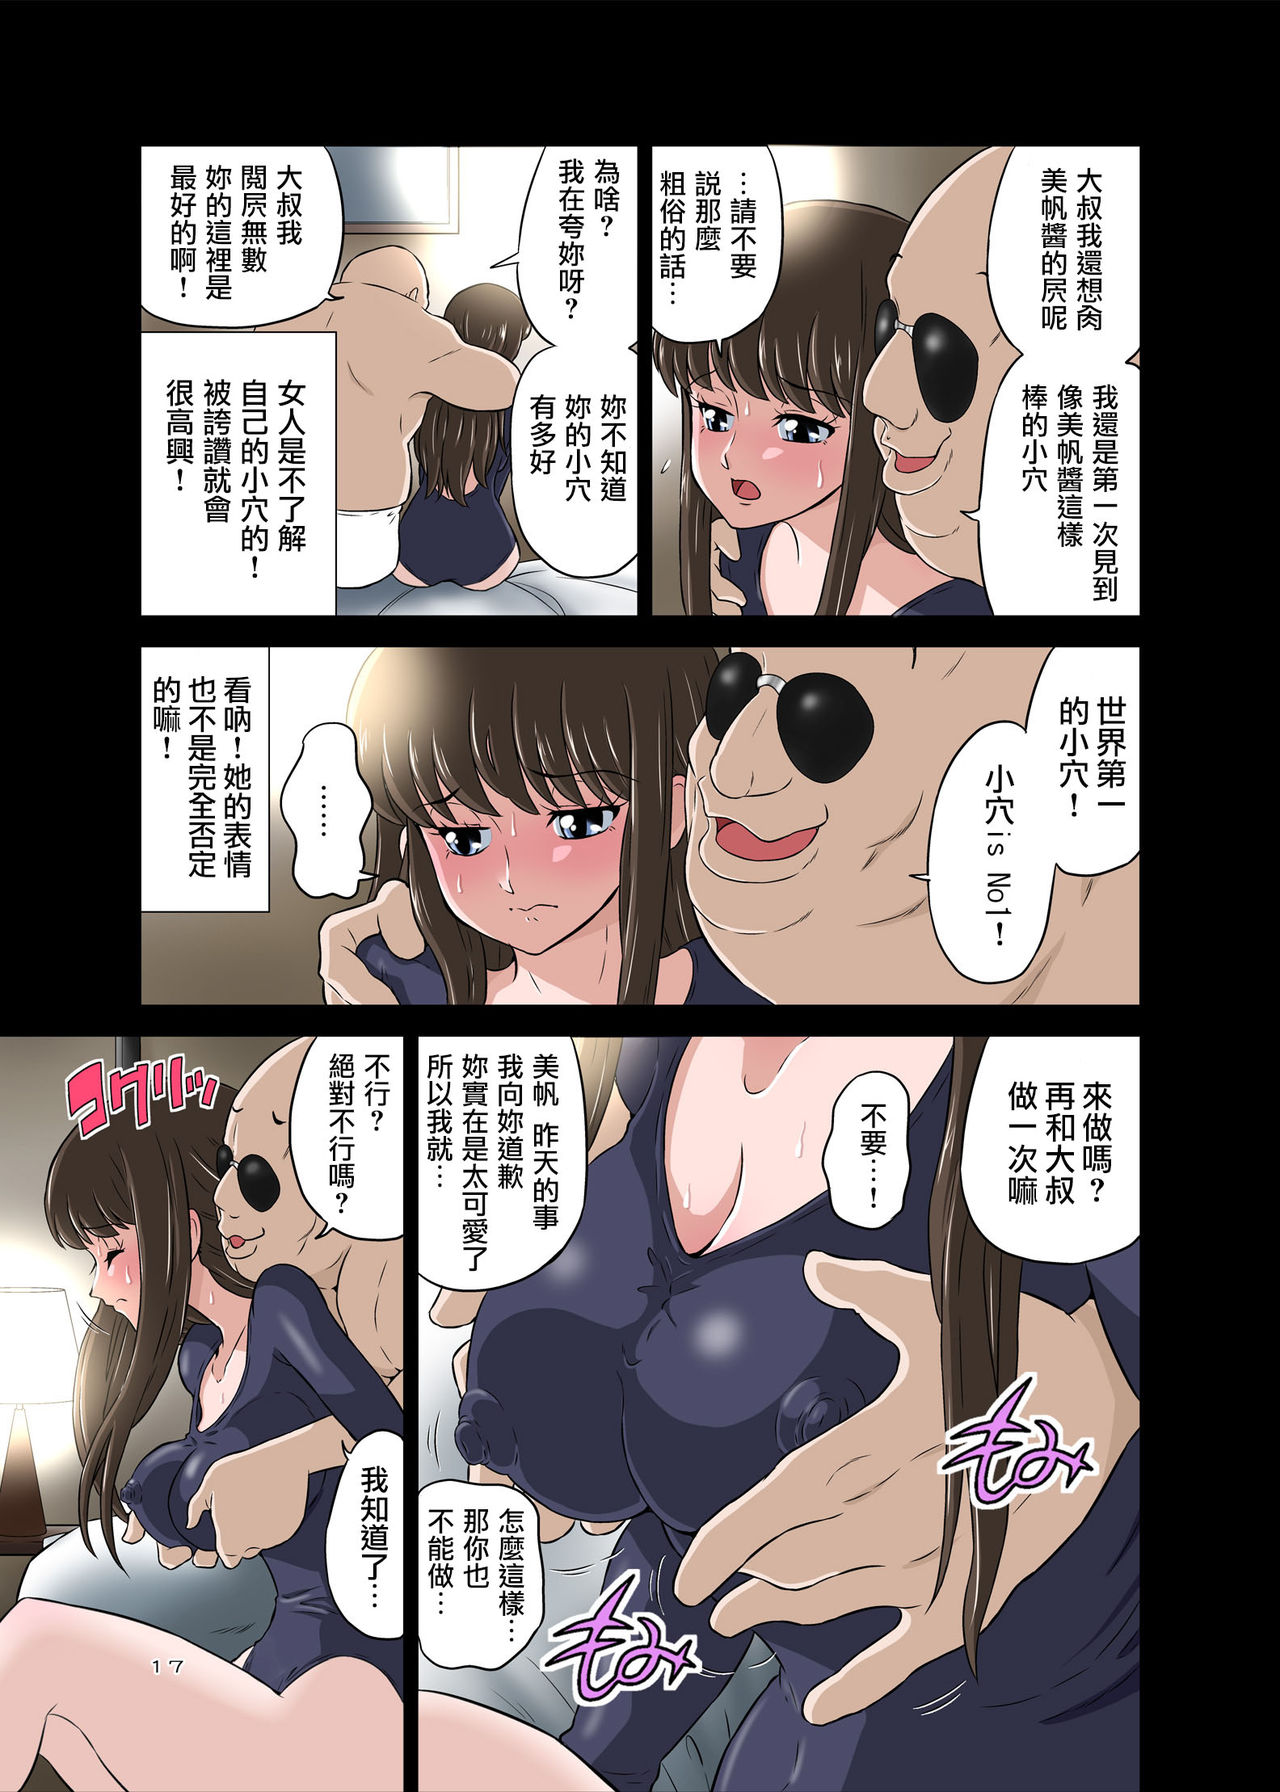 大叔我還想肏
美帆醬的屄呢
我還是第一次見到
像美帆醬這樣
棒的小穴
…請不要
說那麼
粗俗的話…
為啥?
我在夸妳呀?
妳不知道
妳的小穴
有多好
大叔我
閱屄無數
妳的這裡是
最好的啊!
女人是不了解
自己的小穴的!
被誇讚就會
很高興!
世界第一
的小穴!
小穴is No1!
……
看吶!她的表情
也不是完全否定
的嘛!
來做嗎?
再和大叔
做一次嘛
不要…!
美帆 昨天的事
我向妳道歉
妳實在是太可愛了
所以我就…
もみ
怎麼這樣…
那你也
不能做…
もみ
不行?
絕對不行嗎?
コクリッ
我知道了…
17